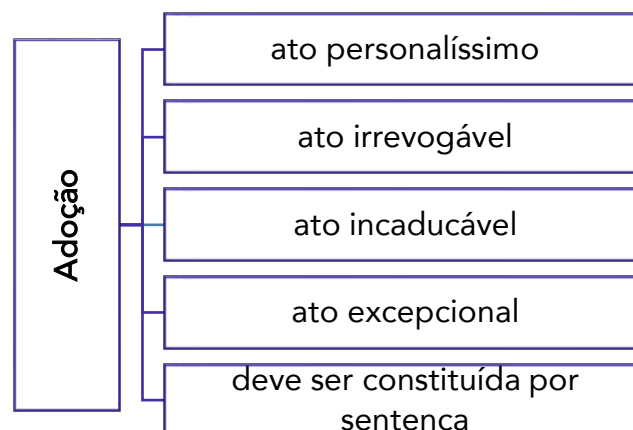 Adoção
ato personalíssimo
ato irrevogável
ato incaducável
ato excepcional
deve ser constituída por
sentença